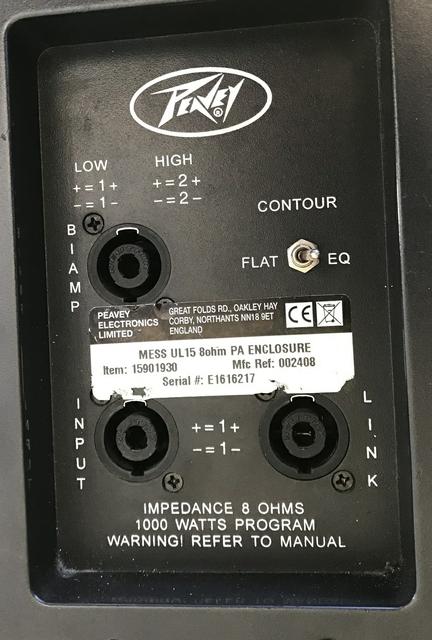 PEAVEY ®
LOW HIGH
+=1+ +=2+
-=1- -=2-
CONTOUR
BIAMP
FLAT EQ
PEAVEY
ELECTRONICS
LIMITED
GREAT FOLDS RD., OAKLEY HAY
CORBY, NORTHANTS NN18 9ET
ENGLAND
CE
MESS UL15 8ohm PA ENCLOSURE
Item: 15901930 Mfc Ref: 002408
Serial #: E1616217
INPUT
+=1+
-=1-
LINK
IMPEDANCE 8 OHMS
1000 WATTS PROGRAM
WARNING! REFER TO MANUAL